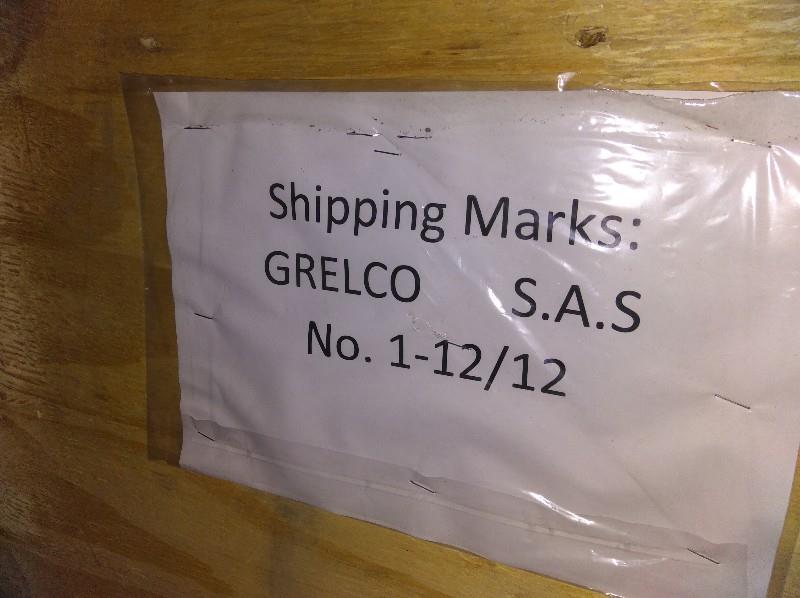 Shipping Marks:
GRELCO S.A.S
No. 1-12/12